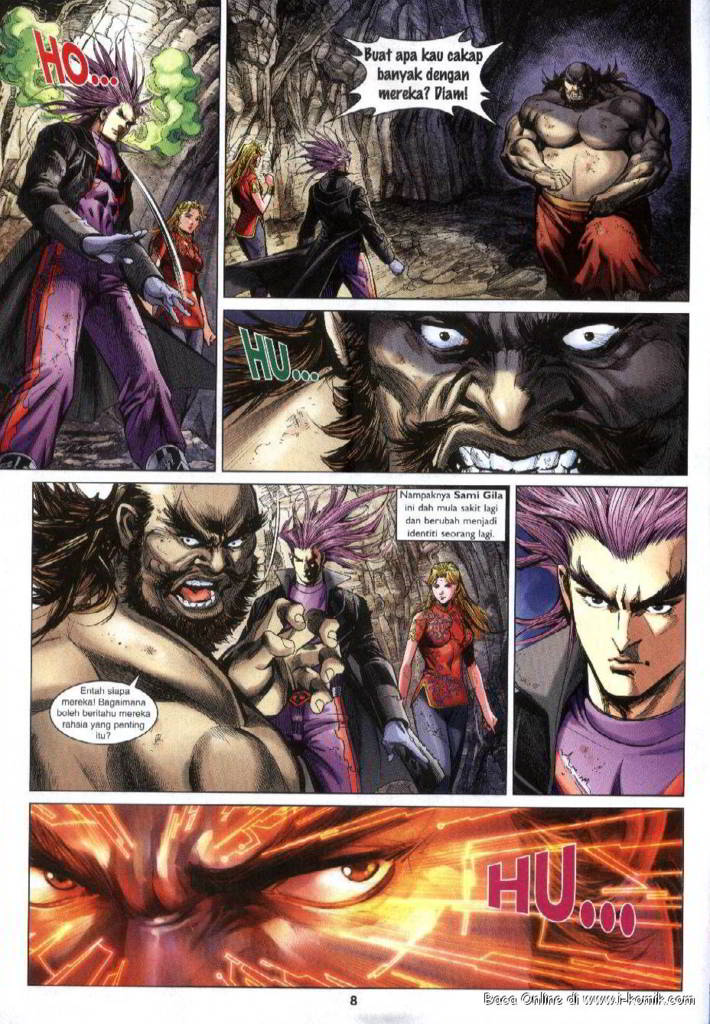 HO...
Buat apa kau cakap
banyak dengan
mereka? Diam!
HU...
Nampaknya Sami Gila
ini dah mula sakit lagi
dan berubah menjadi
identiti seorang lagi.
Entah siapa
mereka! Bagaimana
boleh beritahu mereka
rahsia yang penting
itu?
HU...
8
Baca Online di www.i-komik.com